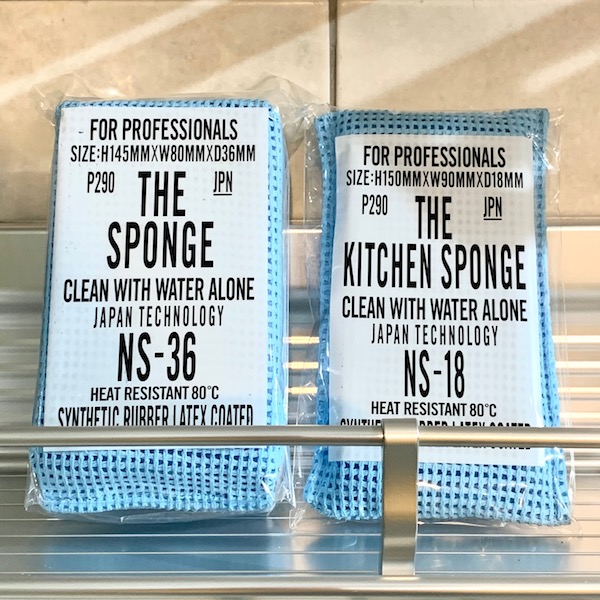 FOR PROFESSIONALS
SIZE:H145MMXW80MMXD36MM
P290 THE JPN
SPONGE
CLEAN WITH WATER ALONE
JAPAN TECHNOLOGY
NS-36
HEAT RESISTANT 80°C
SYNTHETIC RUBBER LATEX COATED
FOR PROFESSIONALS
SIZE:H150MMXW90MMXD18MM
P290 THE JPN
KITCHEN SPONGE
CLEAN WITH WATER ALONE
JAPAN TECHNOLOGY
NS-18
HEAT RESISTANT 80°C
LATEX COATED